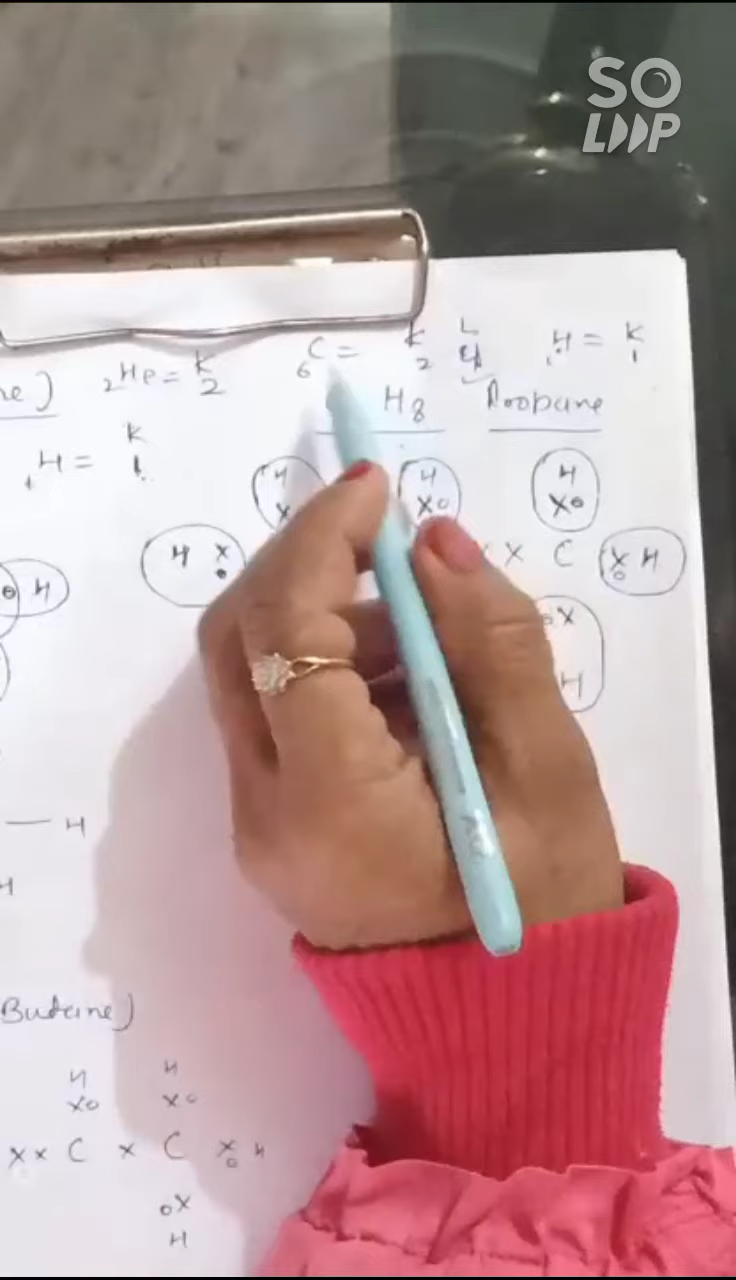 SO
LOOP
K L
₆C = 2 4 ₁H = K
1
ne) ₂He = K
2
H₈ Propane
K
₁H = 1
H H H
X XO XO
H X X C X H
O
O H
OX
H
— H
H
Butane)
H H
XO XO
XX C X C X H
O
OX
H